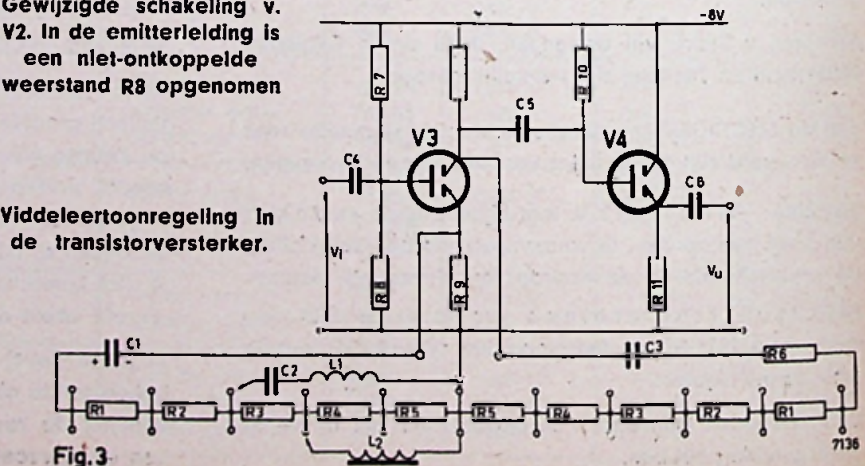 Gewijzigde schakeling v.
V2. In de emitterleiding is
een niet-ontkoppelde
weerstand R8 opgenomen
Viddeleertoonregeling in
de transistorversterker.
-8V
R7
R10
C5
V3
V4
C4
C6
Vi
R8
R9
R11
Vu
+ C1 -
C2
L1
C3
R6
R1
R2
R3
R4
R5
R5
R4
R3
R2
R1
L2
7136
Fig.3